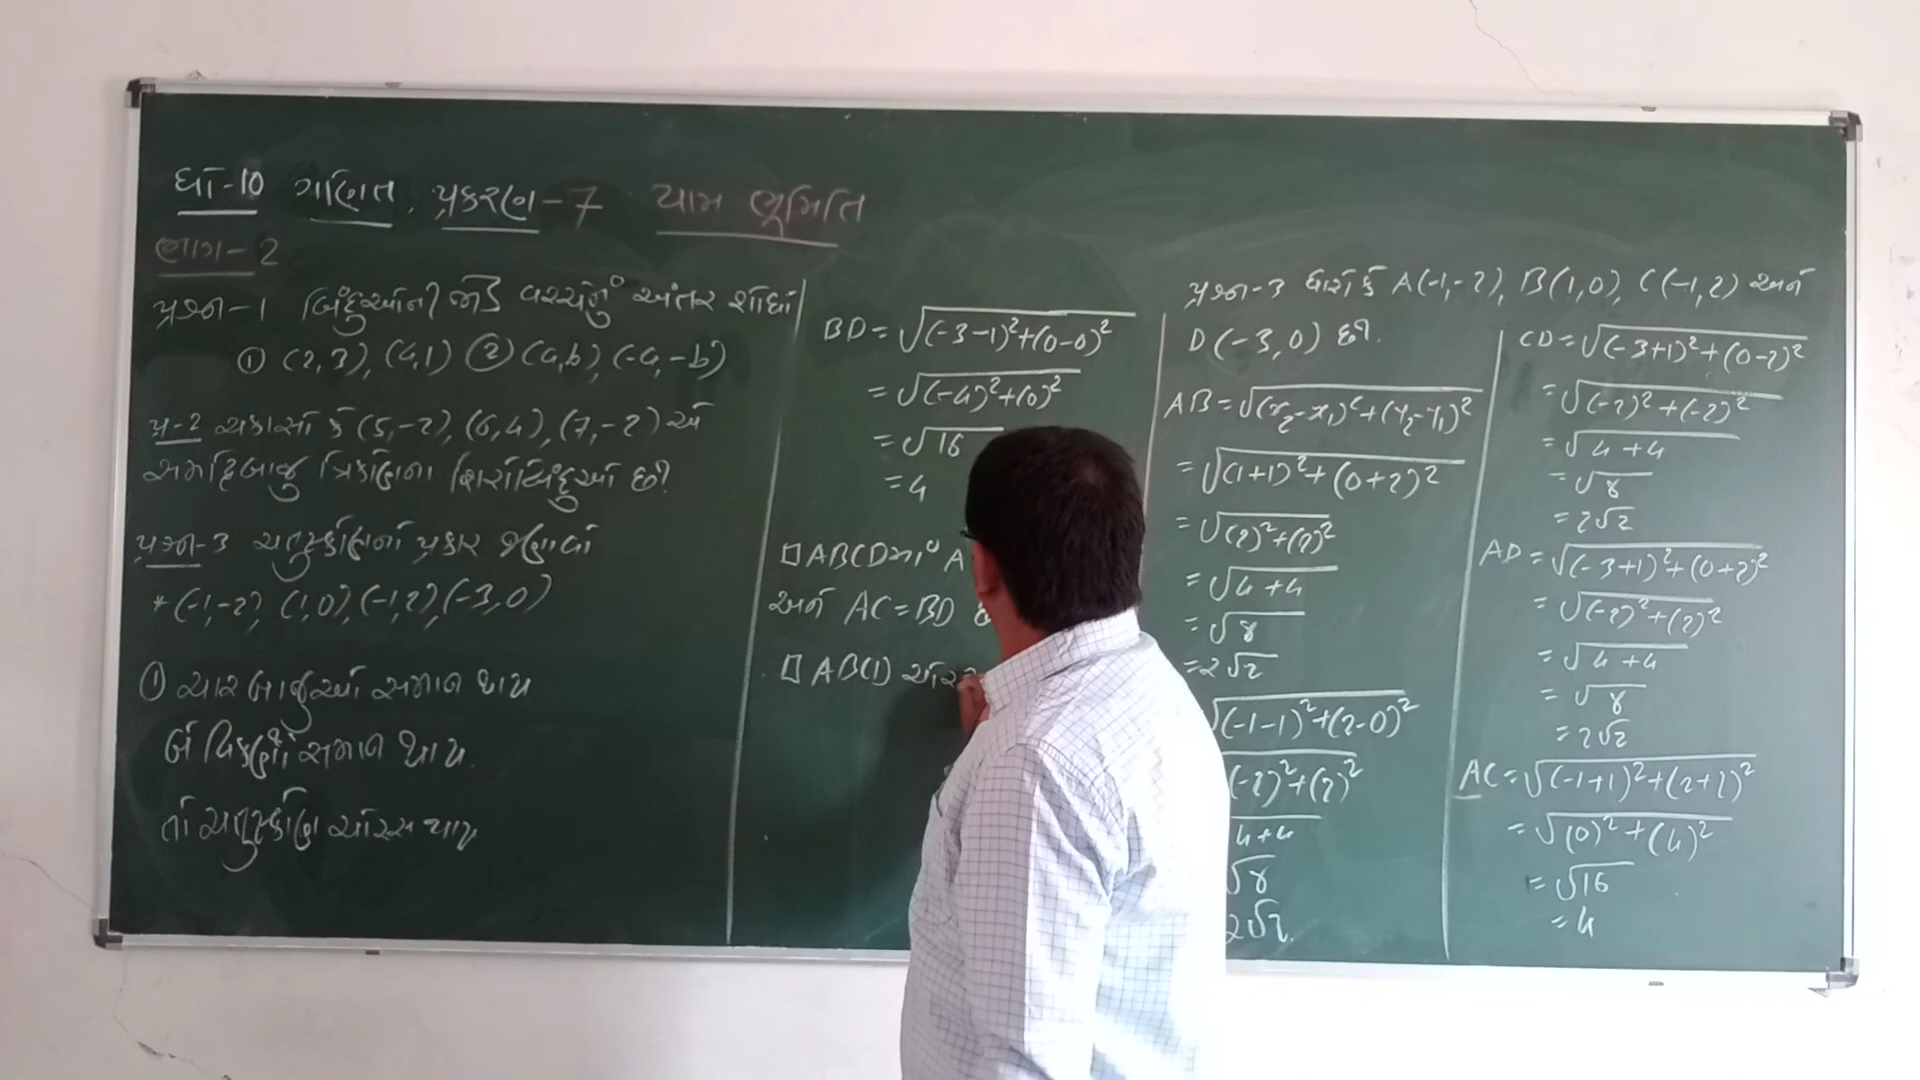 ધો-10 ગણિત, પ્રકરણ-7 યામ ભૂમિતિ
ભાગ-2
પ્રશ્ન-1 બિંદુઓની જોડ વચ્ચેનું અંતર શોધો
① (2,3), (4,1) ② (a,b), (-a,-b)
પ્ર-2 ચકાસો કે (5,-2), (6,4), (7,-2) એ
સમદ્વિબાજુ ત્રિકોણના શિરોબિંદુઓ છે?
પ્રશ્ન-3 ચતુષ્કોણનો પ્રકાર જણાવો
* (-1,-2), (1,0), (-1,2), (-3,0)
① ચાર બાજુઓ સમાન થાય
બે વિકર્ણો સમાન થાય.
તો ચતુષ્કોણ ચોરસ થાય
BD = √(-3-1)²+(0-0)²
= √(-4)²+(0)²
= √16
= 4
□ABCDમાં A
અને AC=BD
□ AB(1) ચોરસ
પ્રશ્ન-3 ધારો કે A(-1,-2), B(1,0), C(-1,2) અને
D(-3,0) છે.
AB = √(x₂-x₁)²+(y₂-y₁)²
= √(1+1)²+(0+2)²
= √(2)²+(2)²
= √4+4
= √8
= 2√2
√(-1-1)²+(2-0)²
(-2)²+(2)²
4+4
√8
2√2.
CD = √(-3+1)²+(0-2)²
= √(-2)²+(-2)²
= √4+4
= √8
= 2√2
AD = √(-3+1)²+(0+2)²
= √(-2)²+(2)²
= √4+4
= √8
= 2√2
AC = √(-1+1)²+(2+2)²
= √(0)²+(4)²
= √16
= 4